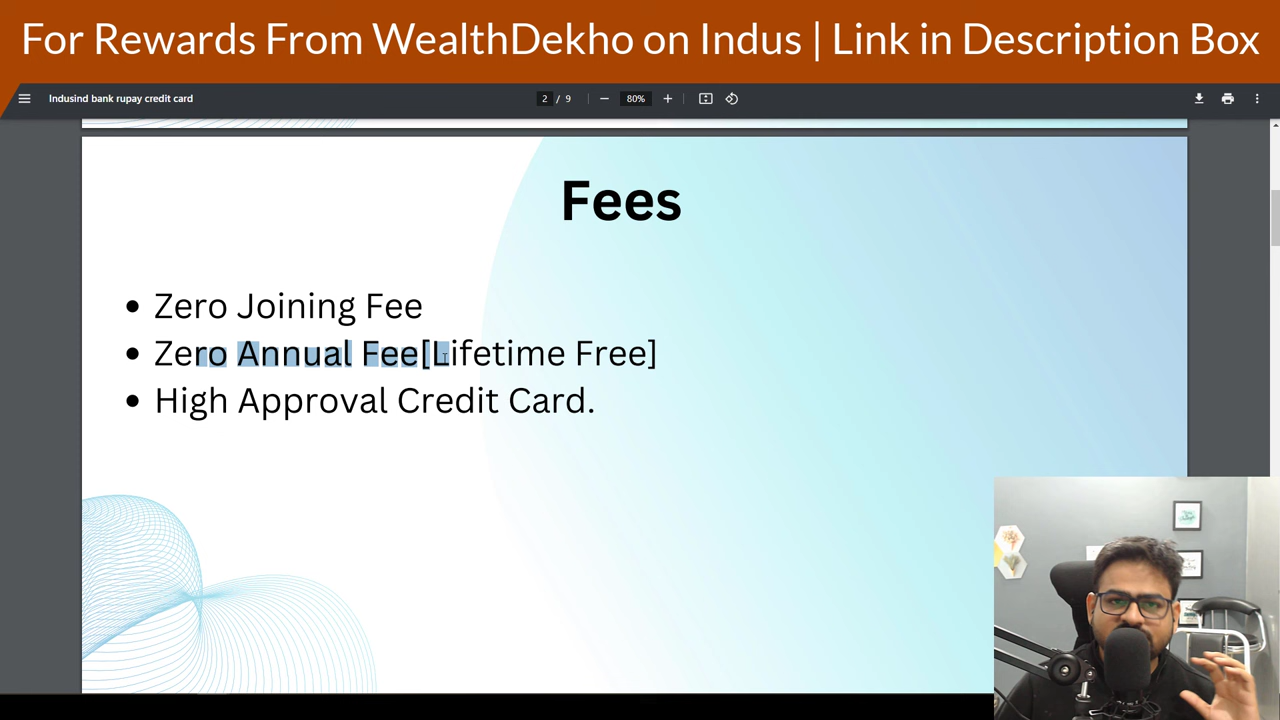 For Rewards From WealthDekho on Indus | Link in Description Box
Indusind bank rupay credit card
2 / 9
80%
Fees
• Zero Joining Fee
• Zero Annual Fee[Lifetime Free]
• High Approval Credit Card.